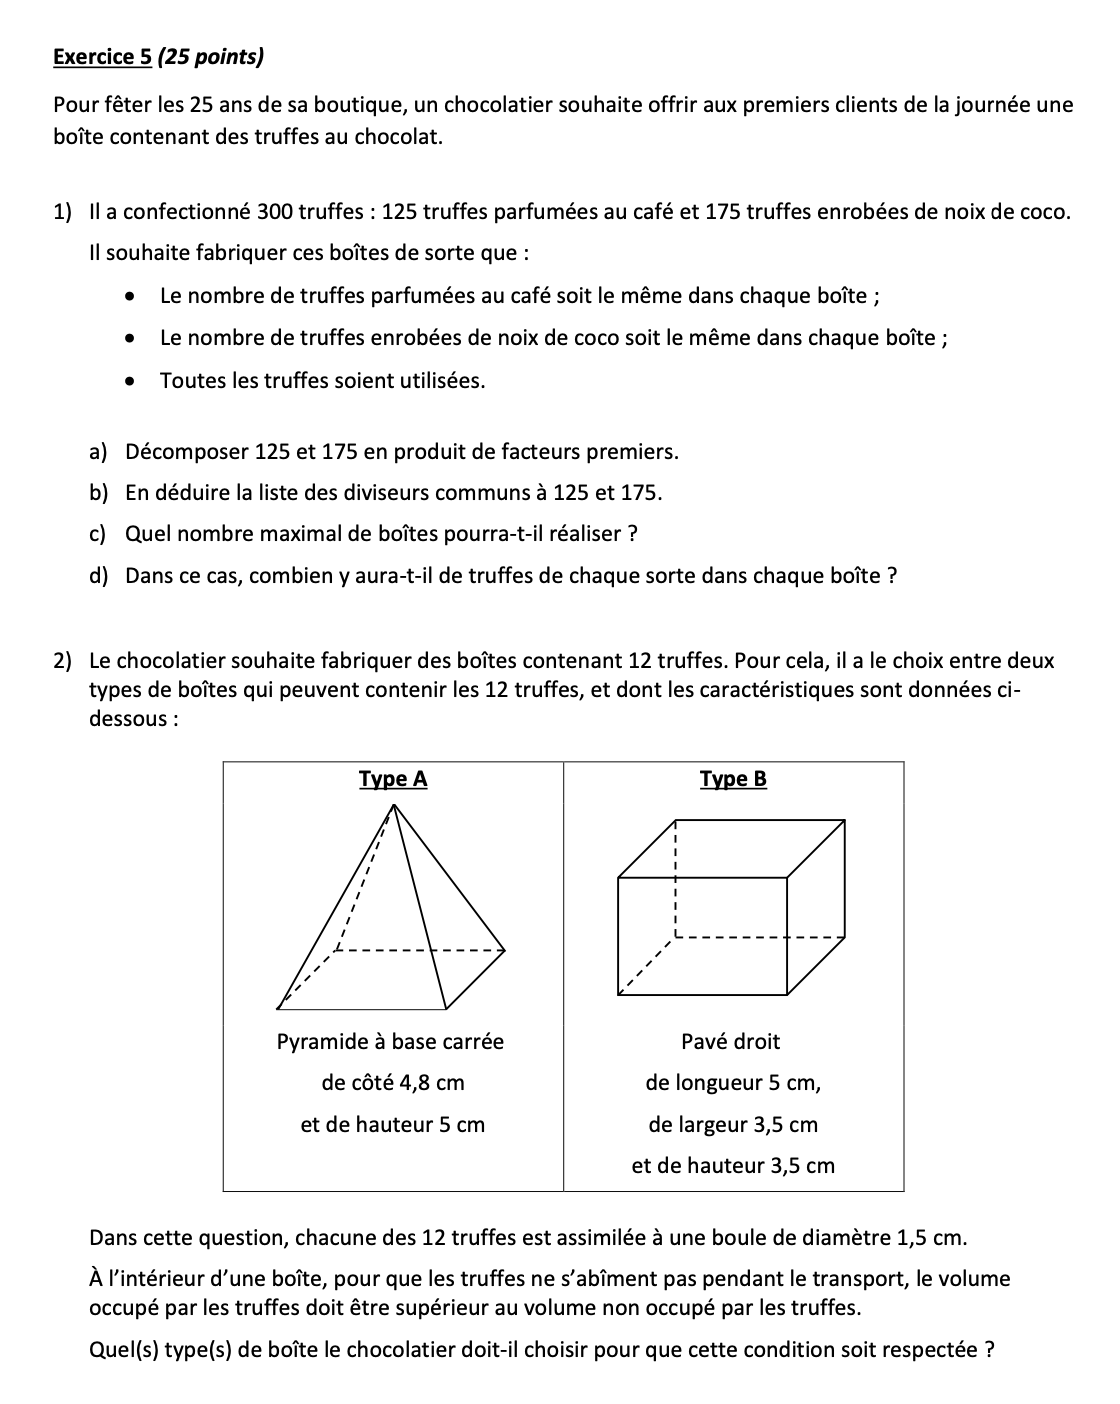 Exercice 5 (25 points)
Pour fêter les 25 ans de sa boutique, un chocolatier souhaite offrir aux premiers clients de la journée une
boîte contenant des truffes au chocolat.
1) Il a confectionné 300 truffes : 125 truffes parfumées au café et 175 truffes enrobées de noix de coco.
Il souhaite fabriquer ces boîtes de sorte que :
• Le nombre de truffes parfumées au café soit le même dans chaque boîte ;
• Le nombre de truffes enrobées de noix de coco soit le même dans chaque boîte ;
• Toutes les truffes soient utilisées.
a) Décomposer 125 et 175 en produit de facteurs premiers.
b) En déduire la liste des diviseurs communs à 125 et 175.
c) Quel nombre maximal de boîtes pourra-t-il réaliser ?
d) Dans ce cas, combien y aura-t-il de truffes de chaque sorte dans chaque boîte ?
2) Le chocolatier souhaite fabriquer des boîtes contenant 12 truffes. Pour cela, il a le choix entre deux
types de boîtes qui peuvent contenir les 12 truffes, et dont les caractéristiques sont données ci-
dessous :
Type A
Pyramide à base carrée
de côté 4,8 cm
et de hauteur 5 cm
Type B
Pavé droit
de longueur 5 cm,
de largeur 3,5 cm
et de hauteur 3,5 cm
Dans cette question, chacune des 12 truffes est assimilée à une boule de diamètre 1,5 cm.
À l'intérieur d'une boîte, pour que les truffes ne s'abîment pas pendant le transport, le volume
occupé par les truffes doit être supérieur au volume non occupé par les truffes.
Quel(s) type(s) de boîte le chocolatier doit-il choisir pour que cette condition soit respectée ?